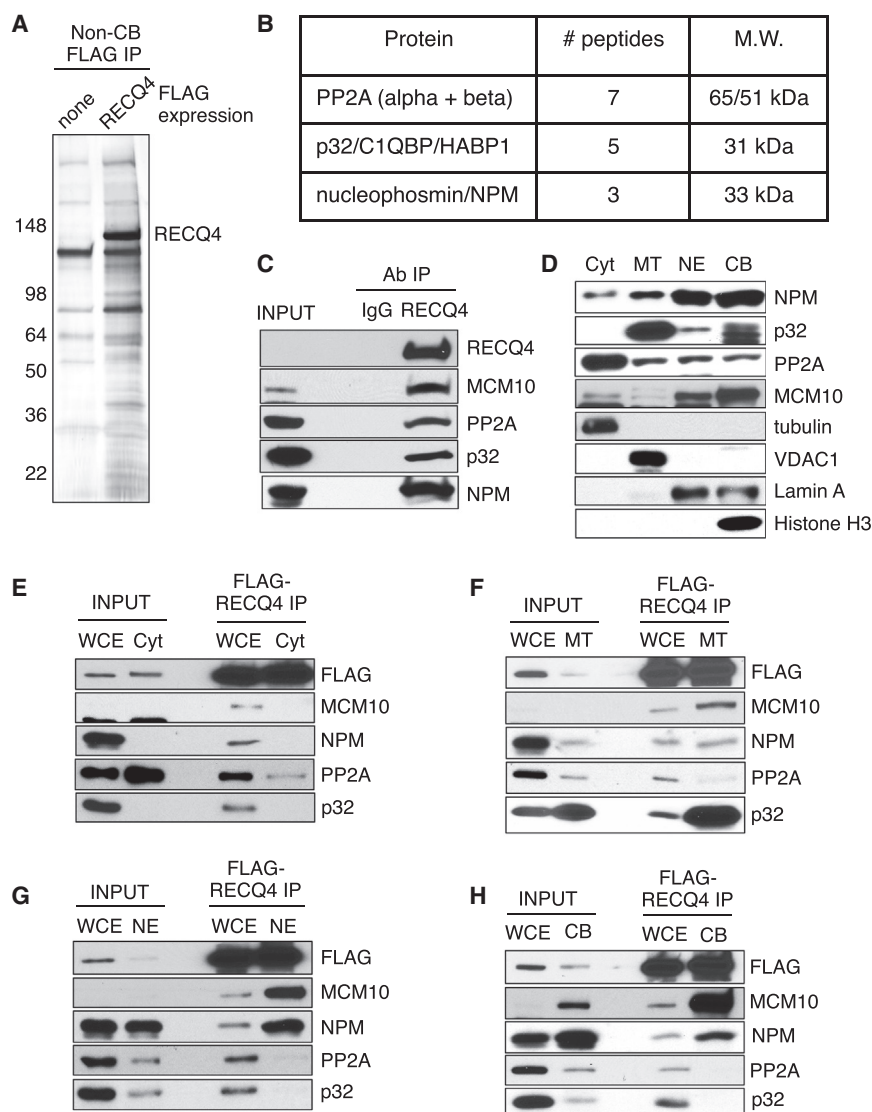 A
Non-CB
FLAG IP
none
RECQ4
FLAG
expression
148
98
64
50
36
22
RECQ4
B
Protein # peptides M.W.
PP2A (alpha + beta) 7 65/51 kDa
p32/C1QBP/HABP1 5 31 kDa
nucleophosmin/NPM 3 33 kDa
C
Ab IP
INPUT IgG RECQ4
RECQ4
MCM10
PP2A
p32
NPM
D
Cyt MT NE CB
NPM
p32
PP2A
MCM10
tubulin
VDAC1
Lamin A
Histone H3
E
INPUT
FLAG-
RECQ4 IP
WCE Cyt WCE Cyt
FLAG
MCM10
NPM
PP2A
p32
F
INPUT
FLAG-
RECQ4 IP
WCE MT WCE MT
FLAG
MCM10
NPM
PP2A
p32
G
INPUT
FLAG-
RECQ4 IP
WCE NE WCE NE
FLAG
MCM10
NPM
PP2A
p32
H
INPUT
FLAG-
RECQ4 IP
WCE CB WCE CB
FLAG
MCM10
NPM
PP2A
p32